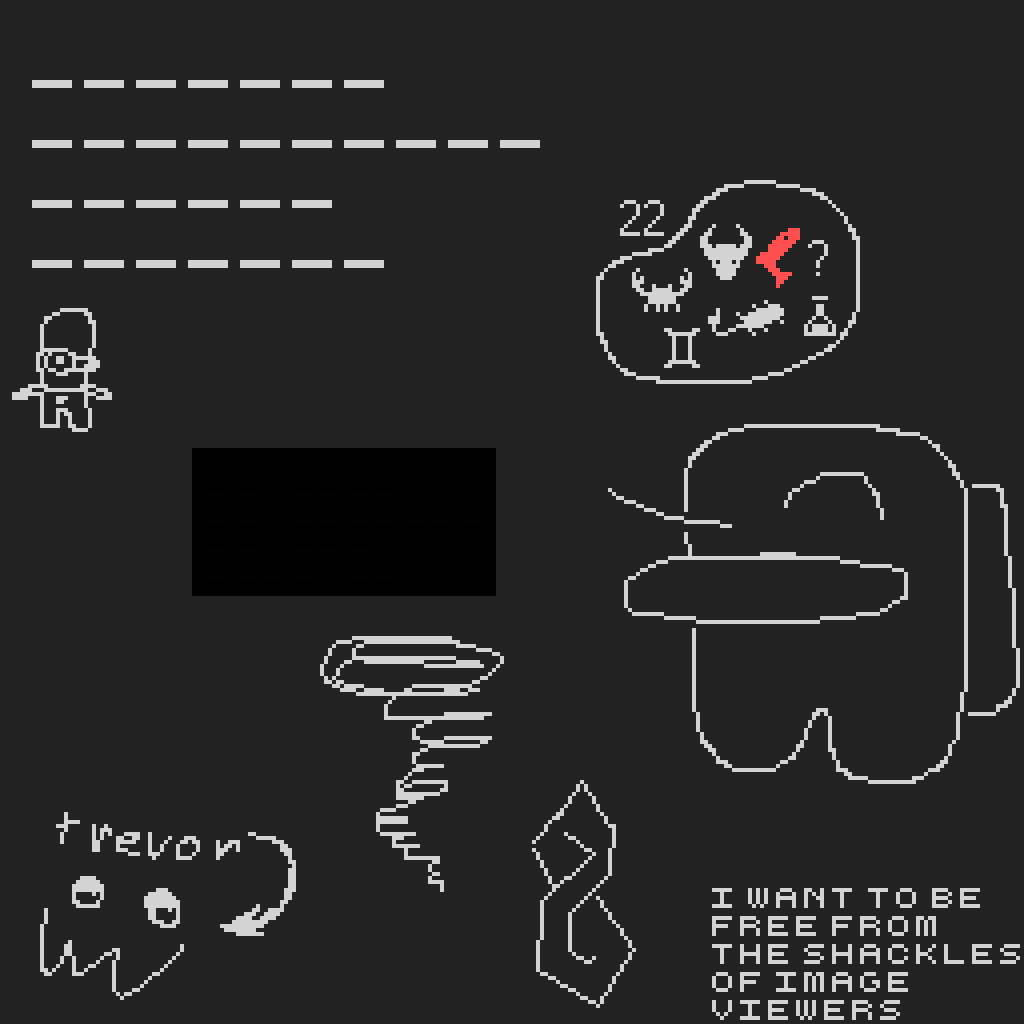 22
?
trevor
I WANT TO BE
FREE FROM
THE SHACKLES
OF IMAGE
VIEWERS